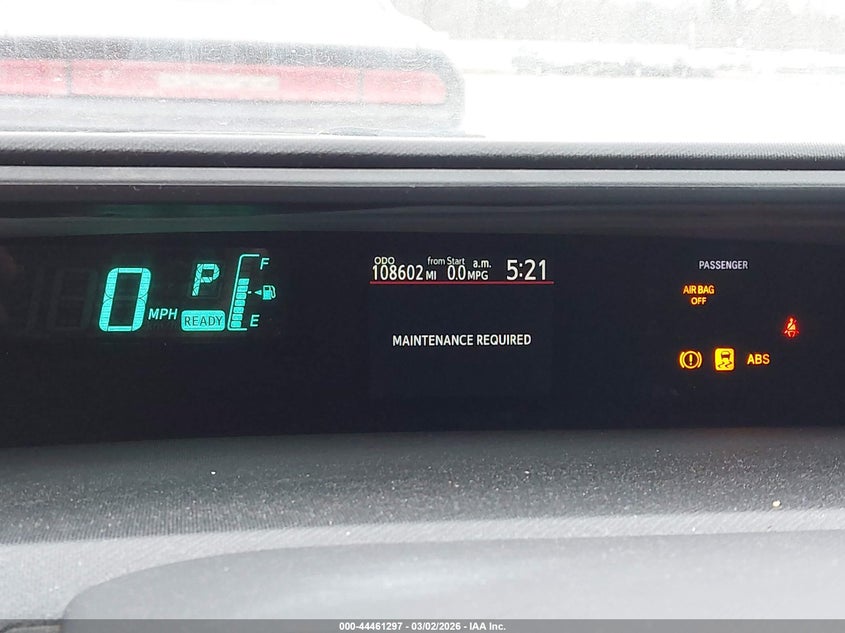 0 MPH
P
READY
F
E
ODO from Start a.m.
108602 MI 0.0 MPG 5:21
MAINTENANCE REQUIRED
PASSENGER
AIR BAG
OFF
ABS
000-44461297 - 03/02/2026 - IAA Inc.